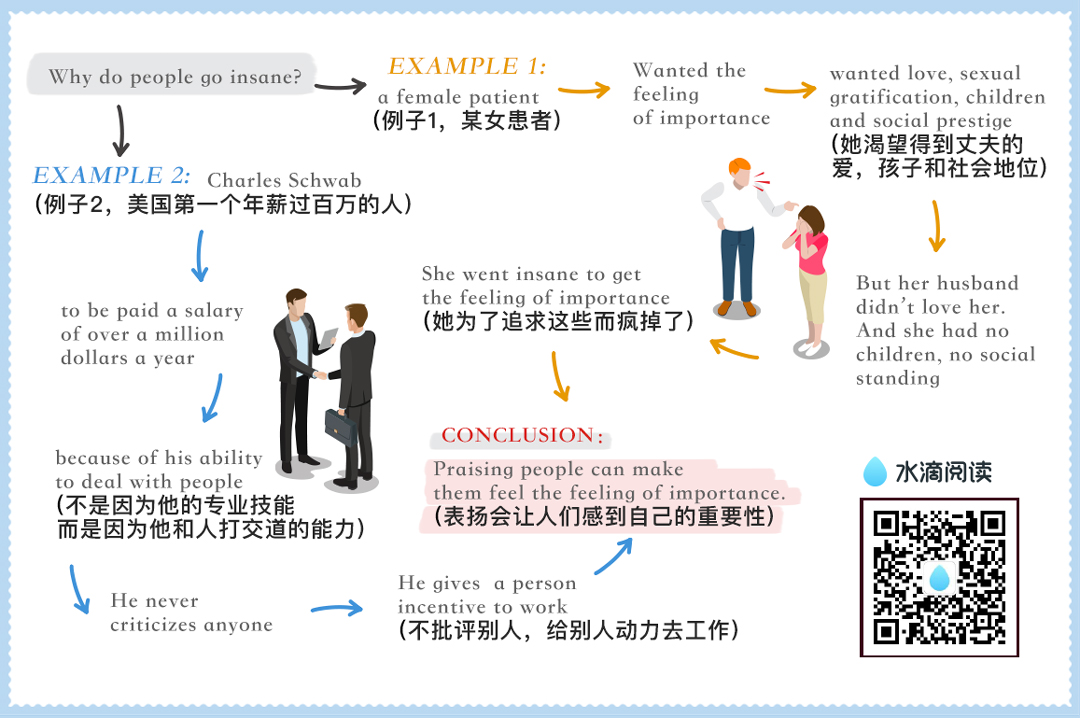 Why do people go insane?
EXAMPLE 1:
a female patient
(例子1，某女患者)
Wanted the
feeling
of importance
wanted love, sexual
gratification, children
and social prestige
(她渴望得到丈夫的
爱，孩子和社会地位)
But her husband
didn't love her.
And she had no
children, no social
standing
She went insane to get
the feeling of importance
(她为了追求这些而疯掉了)
EXAMPLE 2:
Charles Schwab
(例子2，美国第一个年薪过百万的人)
to be paid a salary
of over a million
dollars a year
because of his ability
to deal with people
(不是因为他的专业技能
而是因为他和人打交道的能力)
He never
criticizes anyone
He gives a person
incentive to work
(不批评别人，给别人动力去工作)
CONCLUSION:
Praising people can make
them feel the feeling of importance.
(表扬会让人们感到自己的重要性)
水滴阅读